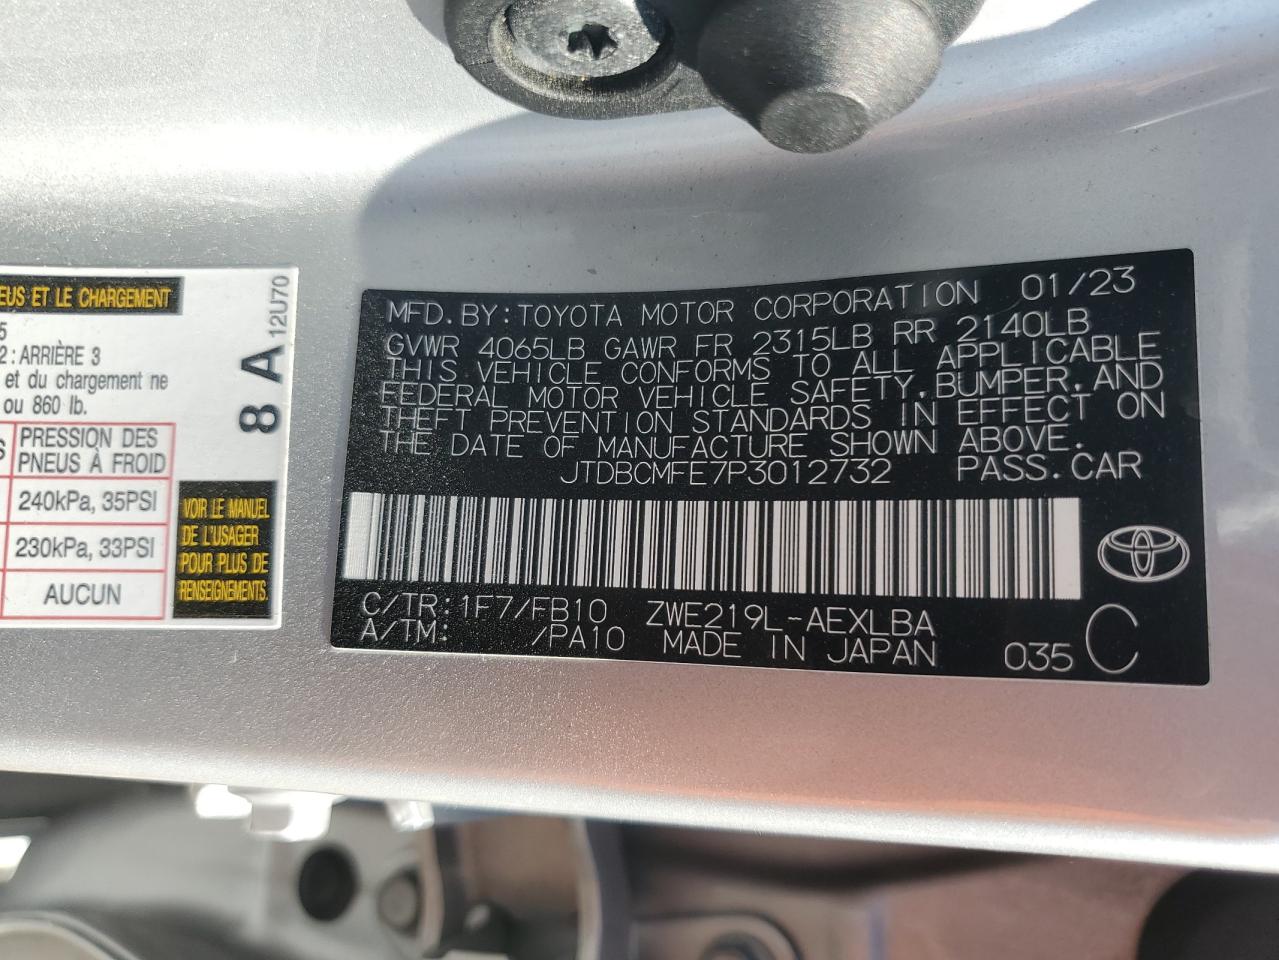 EUS ET LE CHARGEMENT
5
2 : ARRIÈRE 3
et du chargement ne
ou 860 lb.
S PRESSION DES
PNEUS À FROID
240kPa, 35PSI
230kPa, 33PSI
AUCUN
8 A 12U70
VOIR LE MANUEL
DE L'USAGER
POUR PLUS DE
RENSEIGNEMENTS.
MFD. BY: TOYOTA MOTOR CORPORATION 01/23
GVWR 4065LB GAWR FR 2315LB RR 2140LB
THIS VEHICLE CONFORMS TO ALL APPLICABLE
FEDERAL MOTOR VEHICLE SAFETY, BUMPER, AND
THEFT PREVENTION STANDARDS IN EFFECT ON
THE DATE OF MANUFACTURE SHOWN ABOVE.
JTDBCMFE7P3012732 PASS. CAR
C/TR: 1F7/FB10 ZWE219L-AEXLBA
A/TM: /PA10 MADE IN JAPAN 035 C